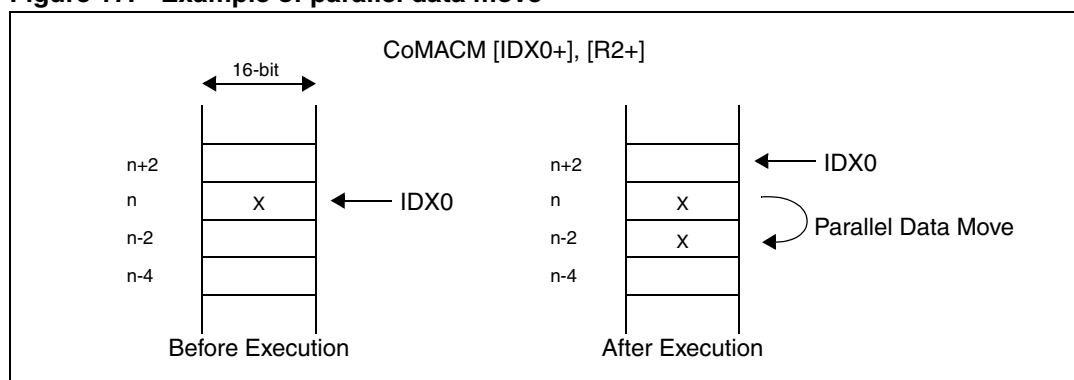 Figure 17. Example of parallel data move
CoMACM [IDX0+], [R2+]
16-bit
n+2
n X IDX0
n-2
n-4
Before Execution
n+2 IDX0
n X
n-2 X Parallel Data Move
n-4
After Execution